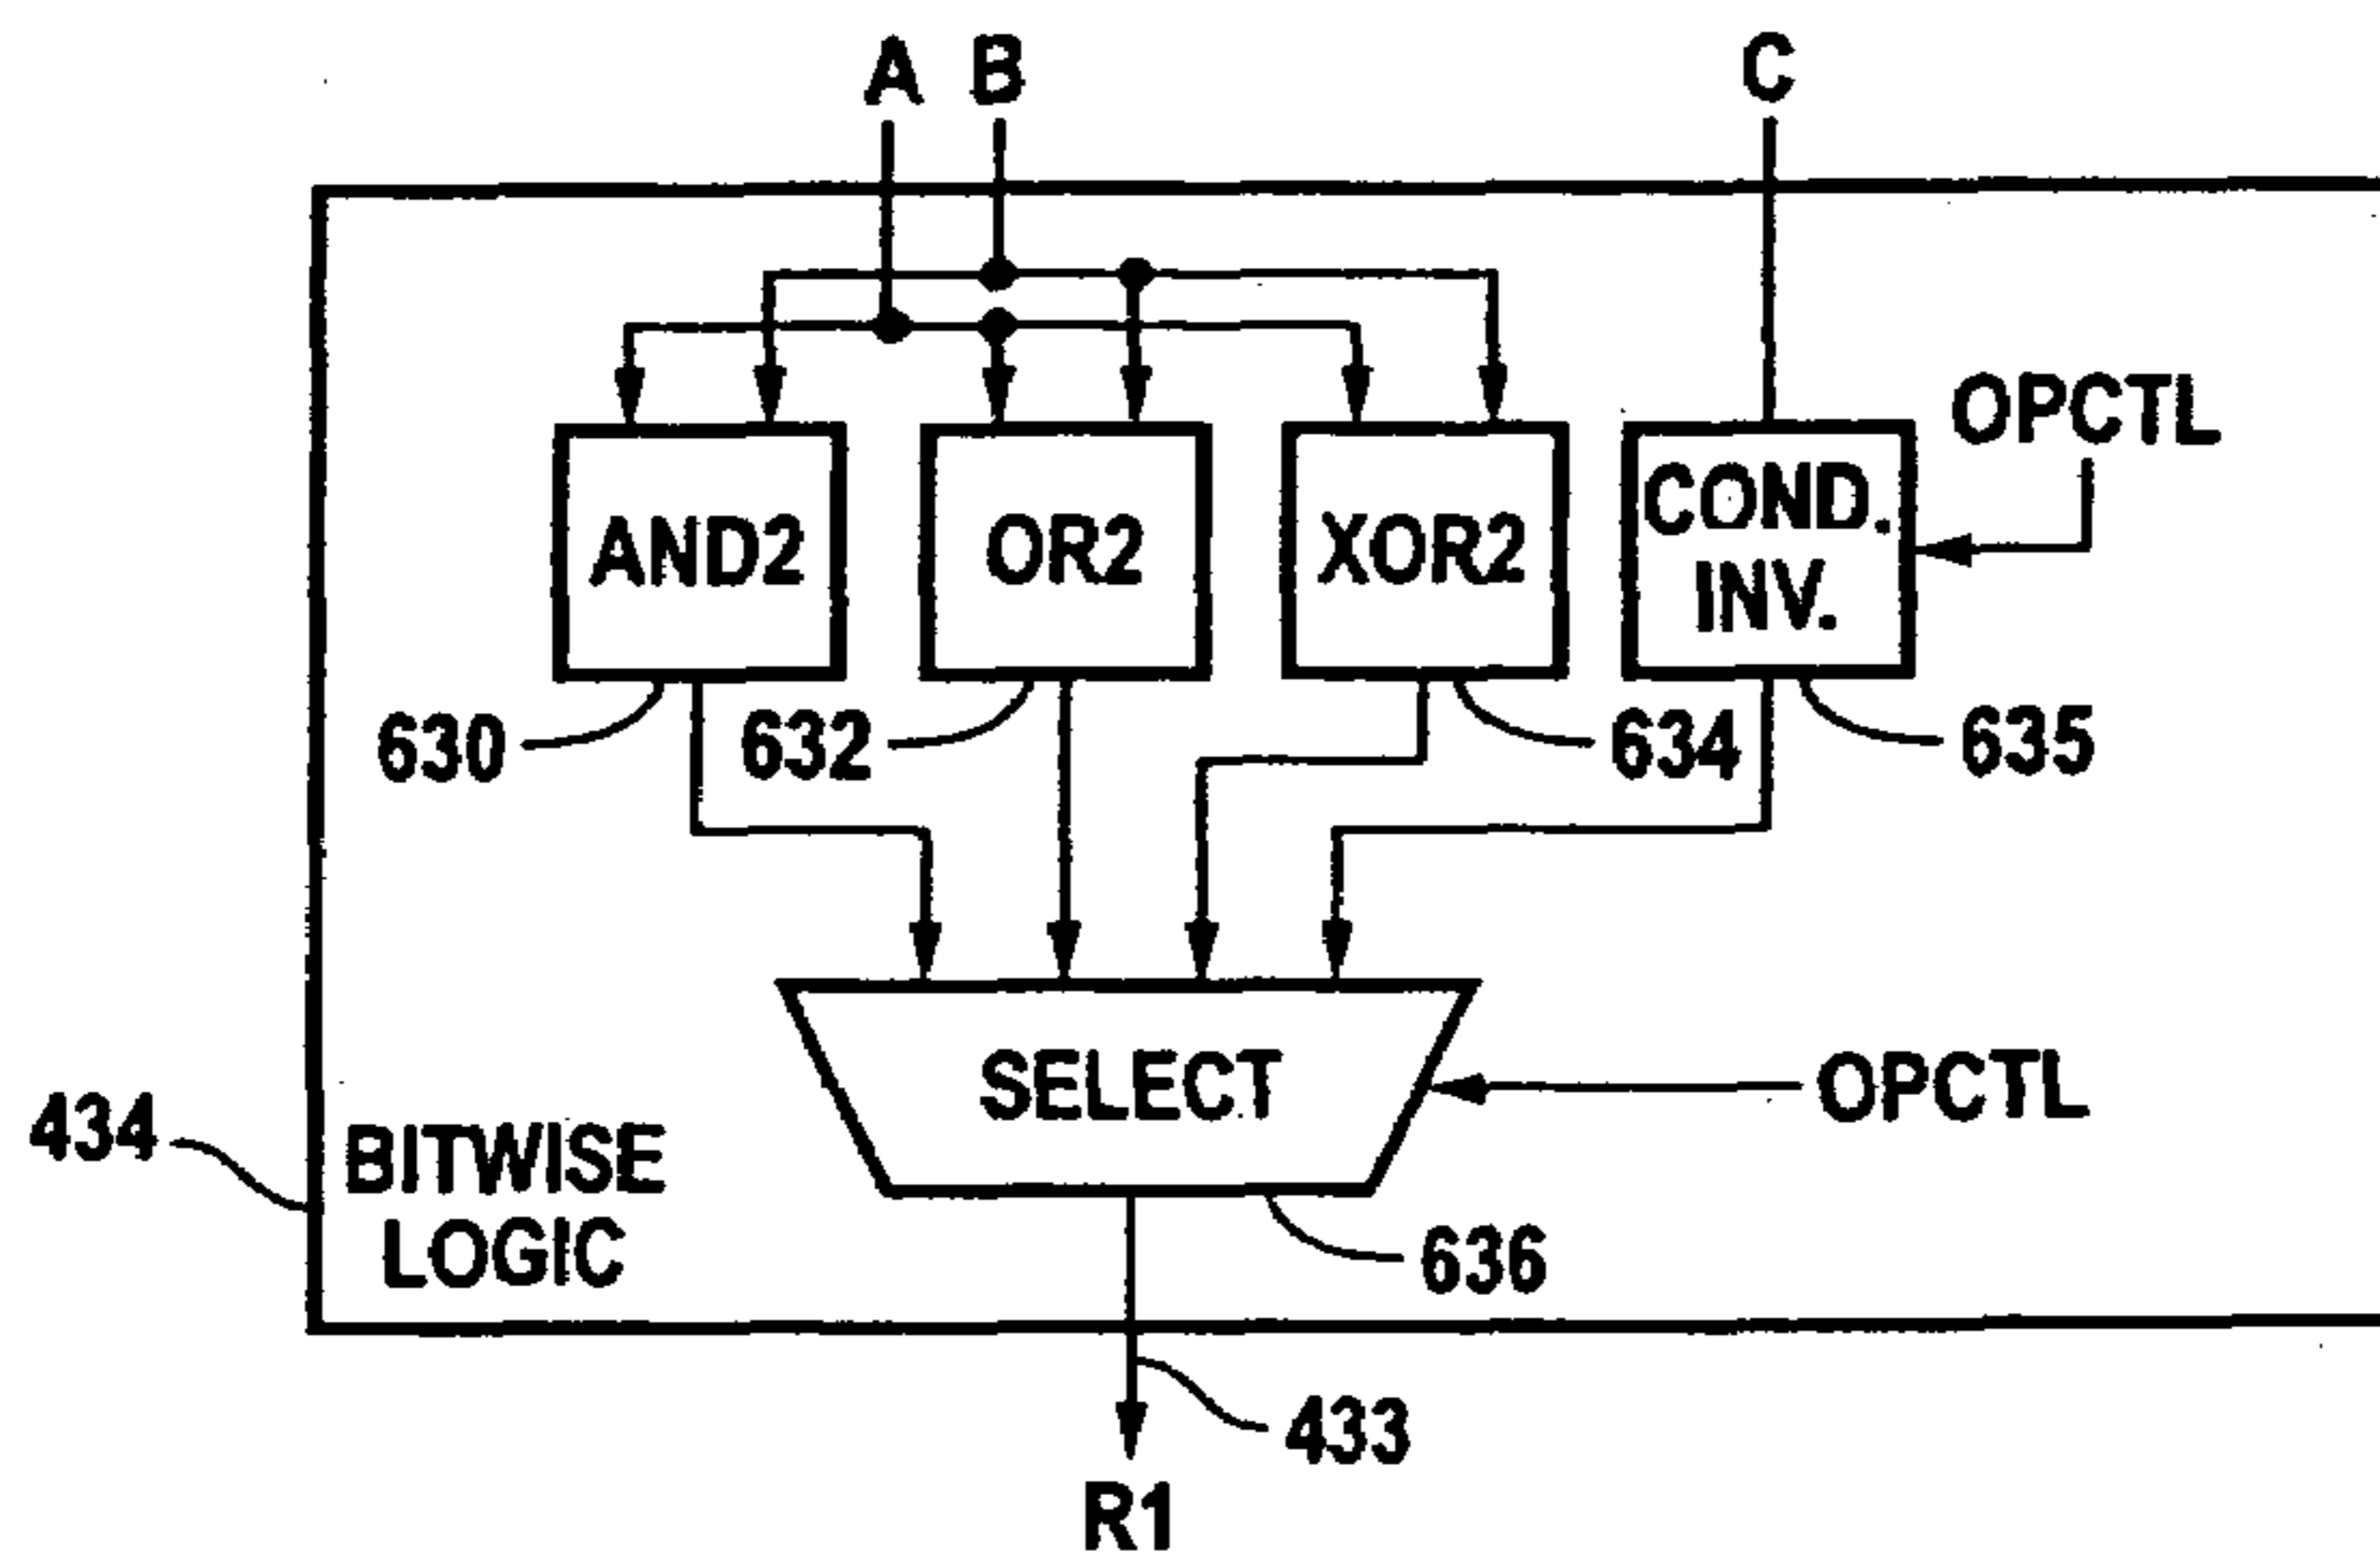 A B C
OPCTL
AND2 OR2 XOR2 COND.
INV.
630 632 634 635
SELECT OPCTL
434 BITWISE
LOGIC
636
433
R1